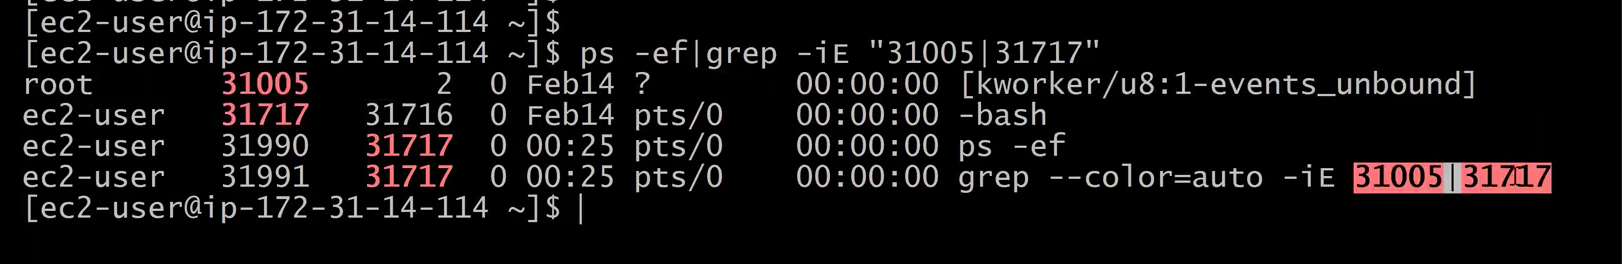 [ec2-user@ip-172-31-14-114 ~]$
[ec2-user@ip-172-31-14-114 ~]$ ps -ef|grep -iE "31005|31717"
root 31005 2 0 Feb14 ? 00:00:00 [kworker/u8:1-events_unbound]
ec2-user 31717 31716 0 Feb14 pts/0 00:00:00 -bash
ec2-user 31990 31717 0 00:25 pts/0 00:00:00 ps -ef
ec2-user 31991 31717 0 00:25 pts/0 00:00:00 grep --color=auto -iE 31005|31717
[ec2-user@ip-172-31-14-114 ~]$